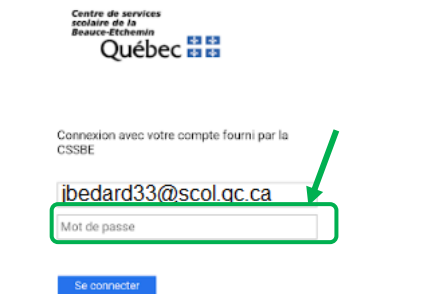 Centre de services
scolaire de la
Beauce-Etchemin
Québec
Connexion avec votre compte fourni par la
CSSBE
jbedard33@scol.qc.ca
Mot de passe
Se connecter